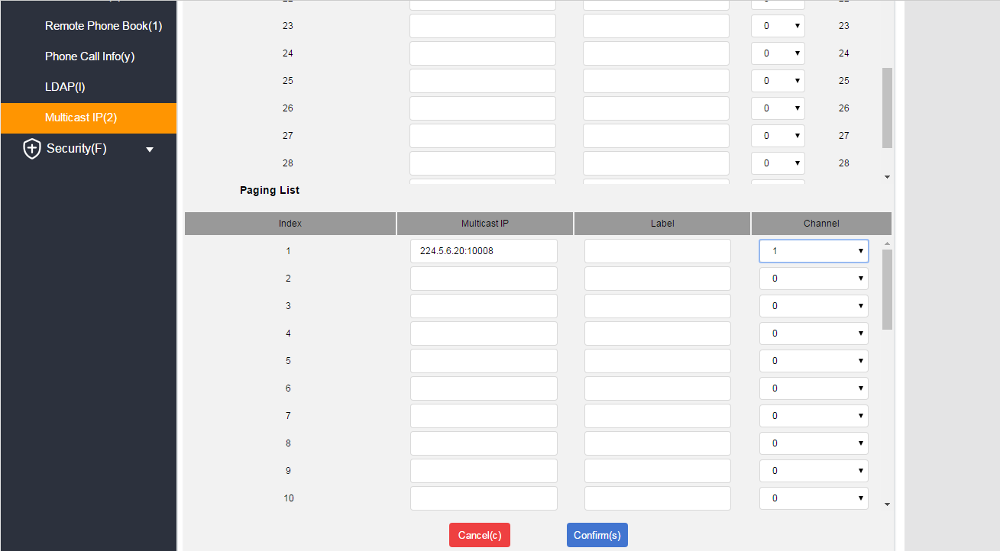 Remote Phone Book(1)
Phone Call Info(y)
LDAP(l)
Multicast IP(2)
Security(F)
23 0 23
24 0 24
25 0 25
26 0 26
27 0 27
28 0 28
Paging List
Index Multicast IP Label Channel
1 224.5.6.20:10008 1
2 0
3 0
4 0
5 0
6 0
7 0
8 0
9 0
10 0
Cancel(c) Confirm(s)